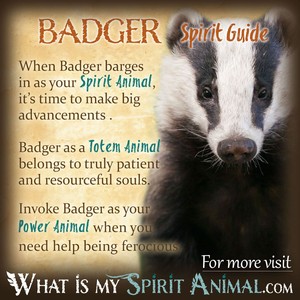 BADGER Spirit Guide
When Badger barges
in as your Spirit Animal,
it's time to make big
advancements .
Badger as a Totem Animal
belongs to truly patient
and resourceful souls.
Invoke Badger as your
Power Animal when you
need help being ferocious.
For more visit
WHAT IS MY SPIRIT ANIMAL.COM